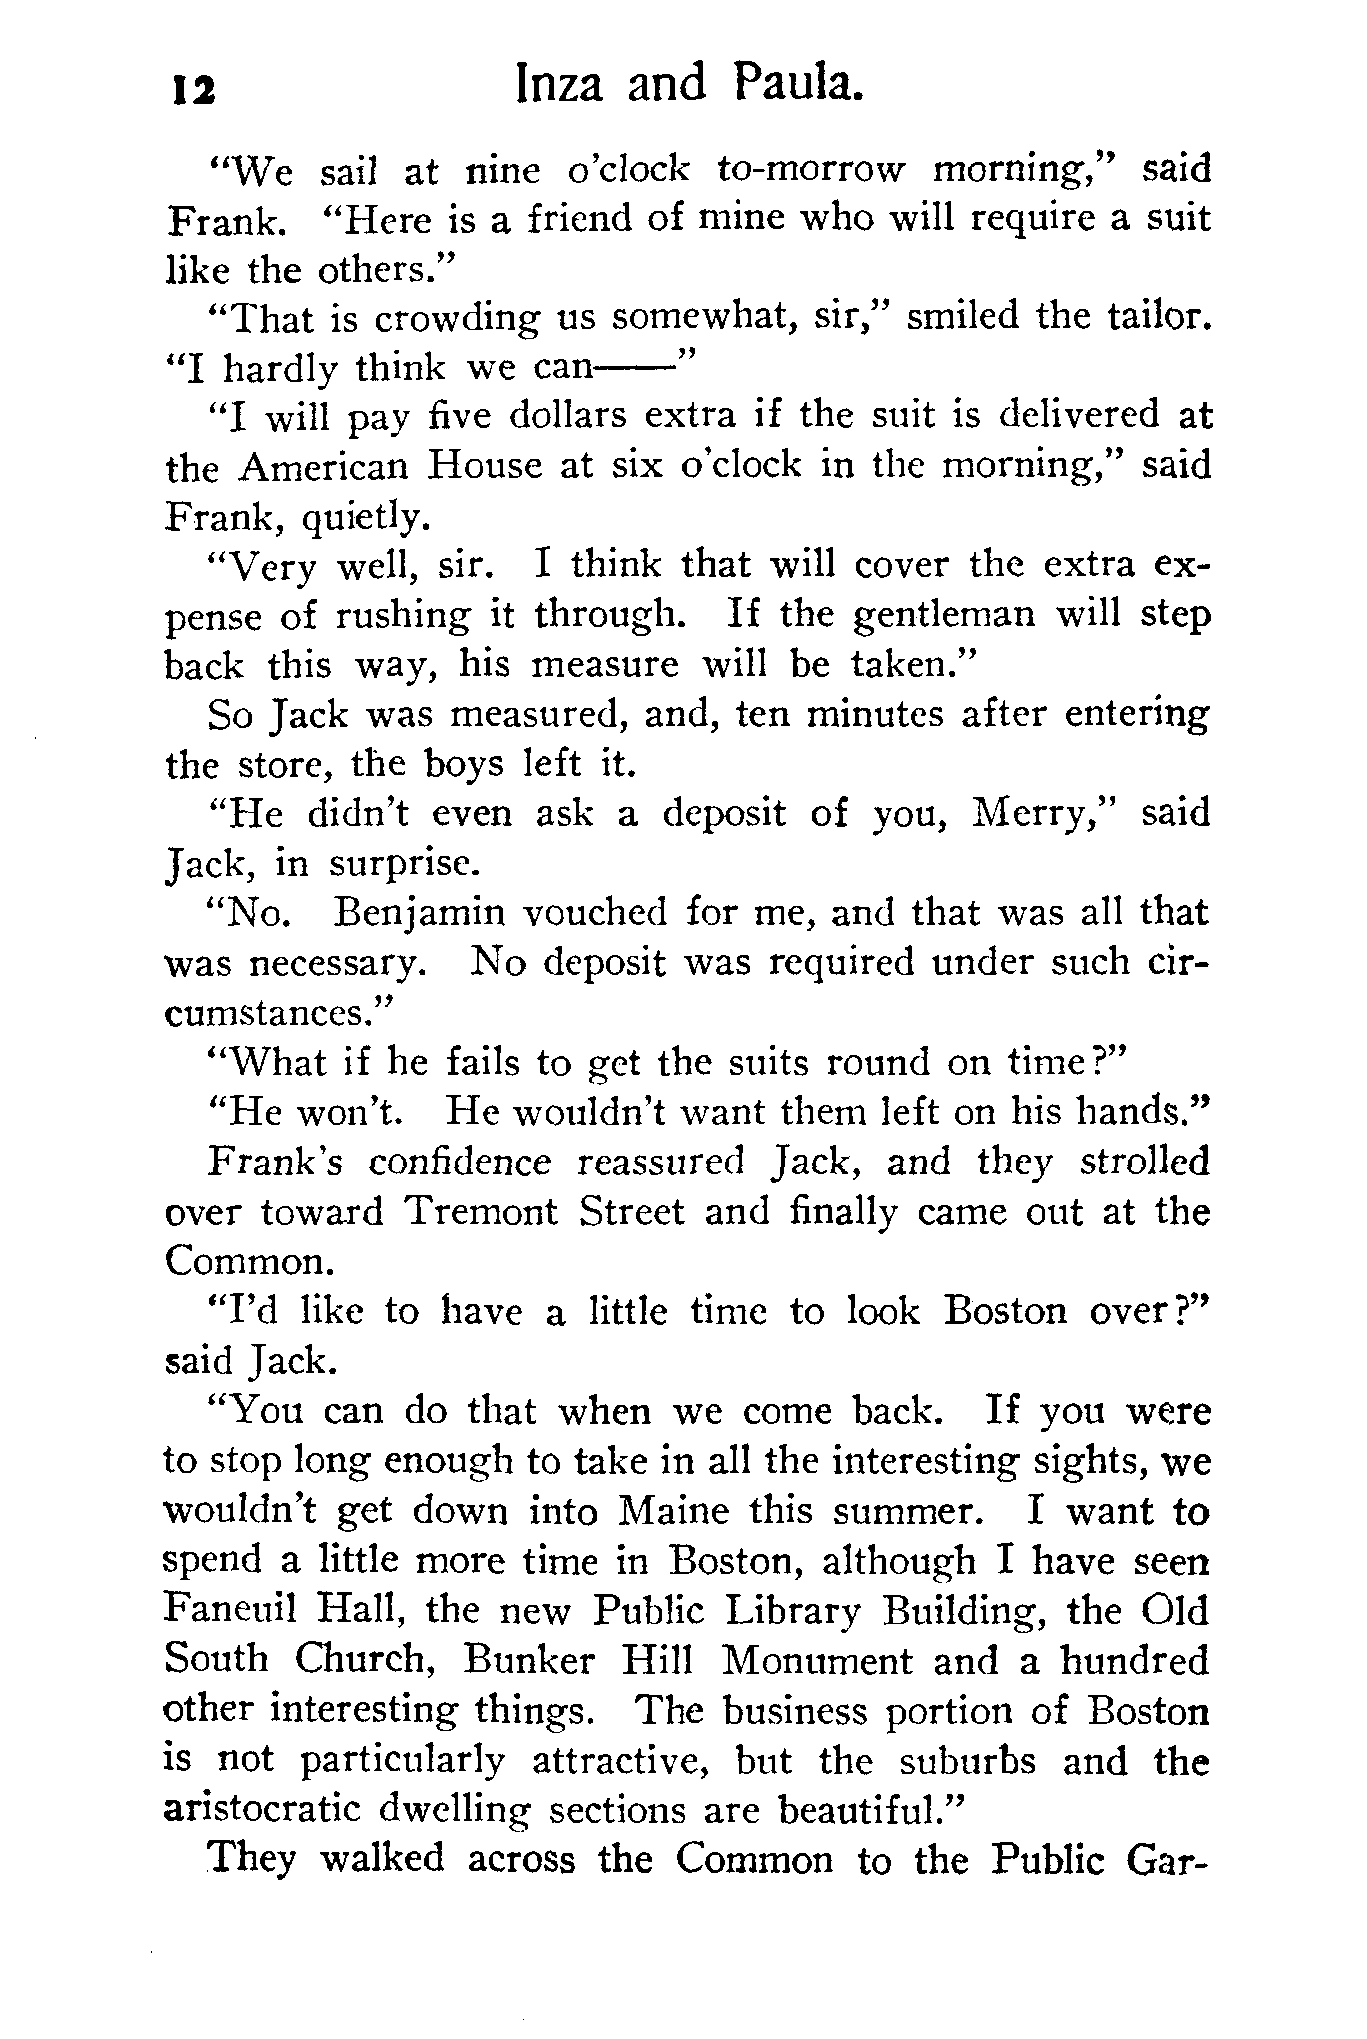 12 Inza and Paula.
“We sail at nine o’clock to-morrow morning,” said
Frank. “Here is a friend of mine who will require a suit
like the others.”
“That is crowding us somewhat, sir,” smiled the tailor.
“I hardly think we can——”
“I will pay five dollars extra if the suit is delivered at
the American House at six o’clock in the morning,” said
Frank, quietly.
“Very well, sir. I think that will cover the extra ex-
pense of rushing it through. If the gentleman will step
back this way, his measure will be taken.”
So Jack was measured, and, ten minutes after entering
the store, the boys left it.
“He didn’t even ask a deposit of you, Merry,” said
Jack, in surprise.
“No. Benjamin vouched for me, and that was all that
was necessary. No deposit was required under such cir-
cumstances.”
“What if he fails to get the suits round on time?”
“He won’t. He wouldn’t want them left on his hands.”
Frank’s confidence reassured Jack, and they strolled
over toward Tremont Street and finally came out at the
Common.
“I’d like to have a little time to look Boston over?”
said Jack.
“You can do that when we come back. If you were
to stop long enough to take in all the interesting sights, we
wouldn’t get down into Maine this summer. I want to
spend a little more time in Boston, although I have seen
Faneuil Hall, the new Public Library Building, the Old
South Church, Bunker Hill Monument and a hundred
other interesting things. The business portion of Boston
is not particularly attractive, but the suburbs and the
aristocratic dwelling sections are beautiful.”
They walked across the Common to the Public Gar-